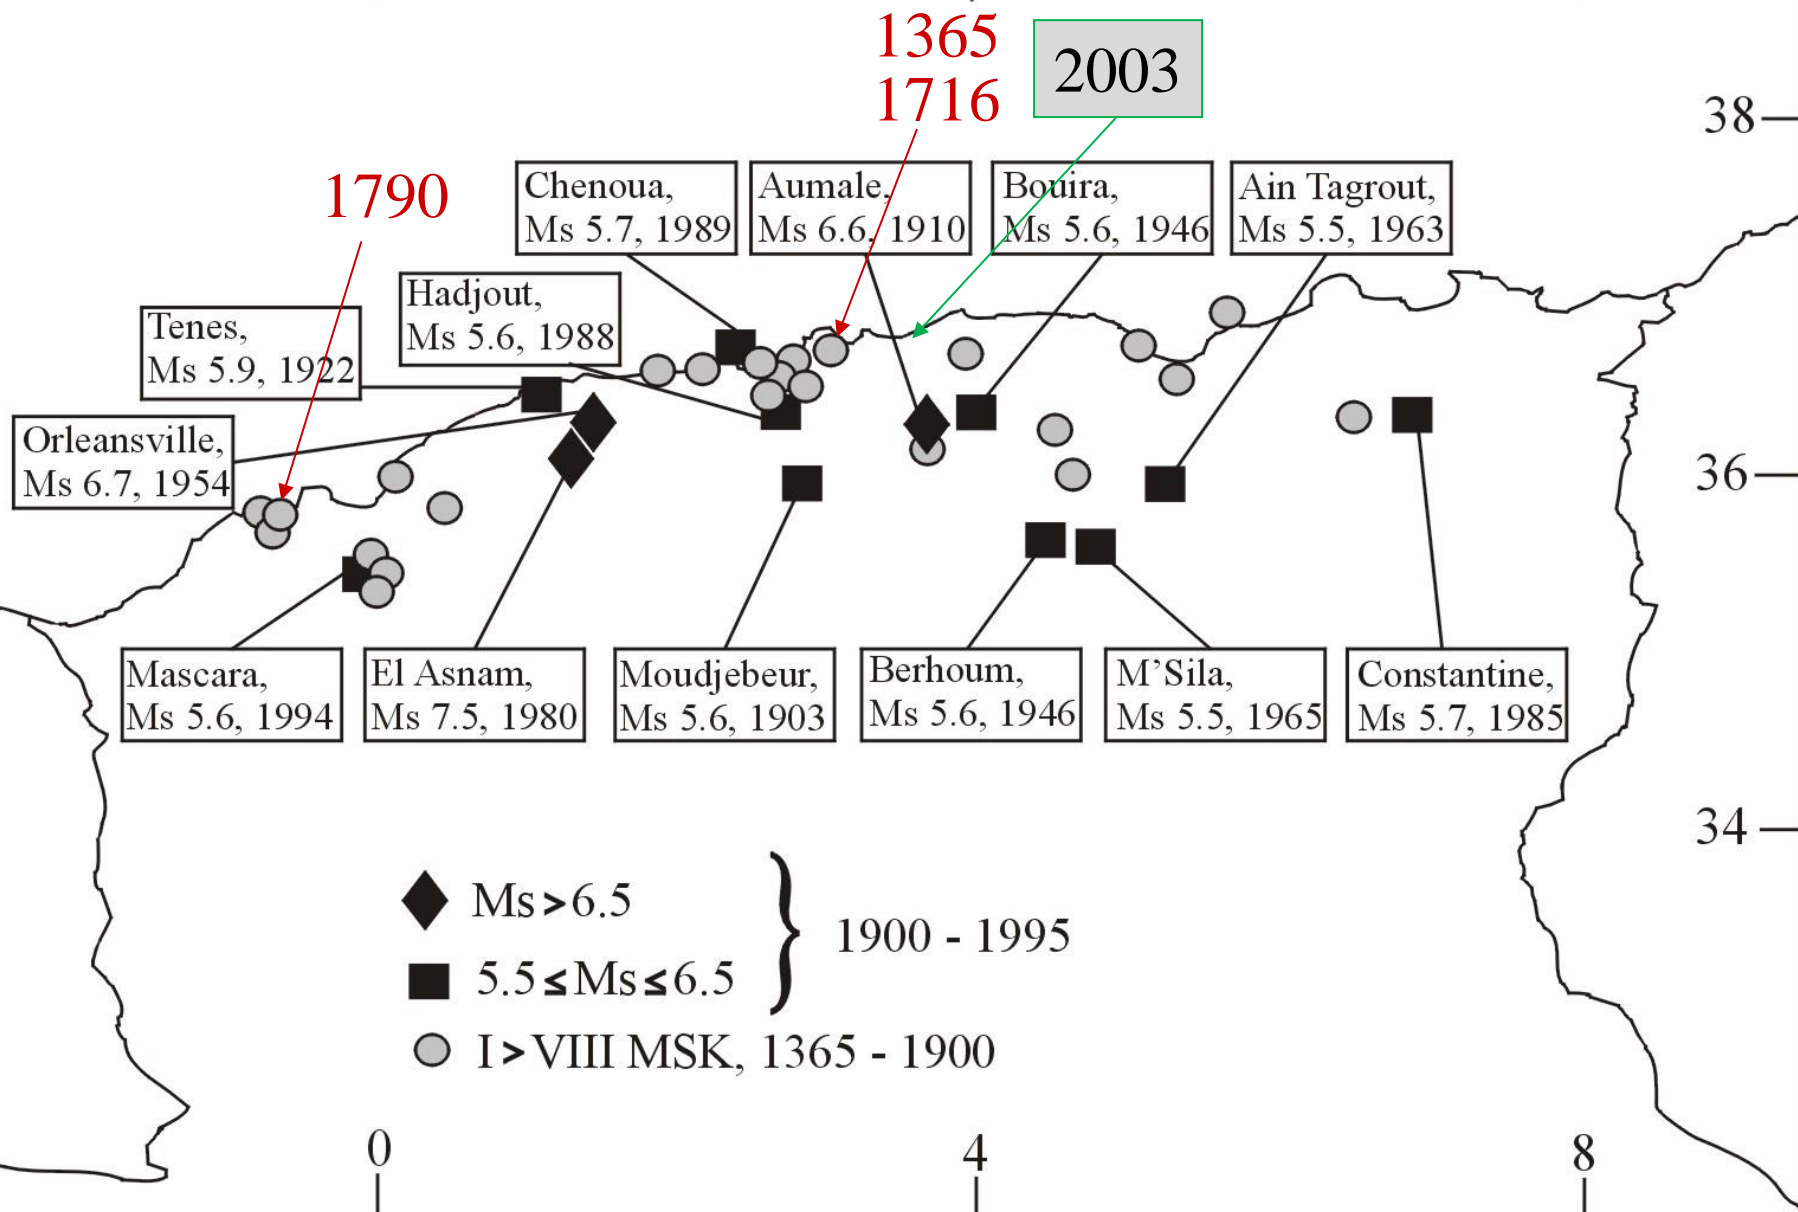 1365
1716
2003
38
1790
Chenoua,
Ms 5.7, 1989
Aumale,
Ms 6.6, 1910
Bouira,
Ms 5.6, 1946
Ain Tagrout,
Ms 5.5, 1963
Hadjout,
Ms 5.6, 1988
Tenes,
Ms 5.9, 1922
Orleansville,
Ms 6.7, 1954
36
Mascara,
Ms 5.6, 1994
El Asnam,
Ms 7.5, 1980
Moudjebeur,
Ms 5.6, 1903
Berhoum,
Ms 5.6, 1946
M’Sila,
Ms 5.5, 1965
Constantine,
Ms 5.7, 1985
34
Ms>6.5
5.5≤Ms≤6.5
1900 - 1995
I>VIII MSK, 1365 - 1900
0
4
8